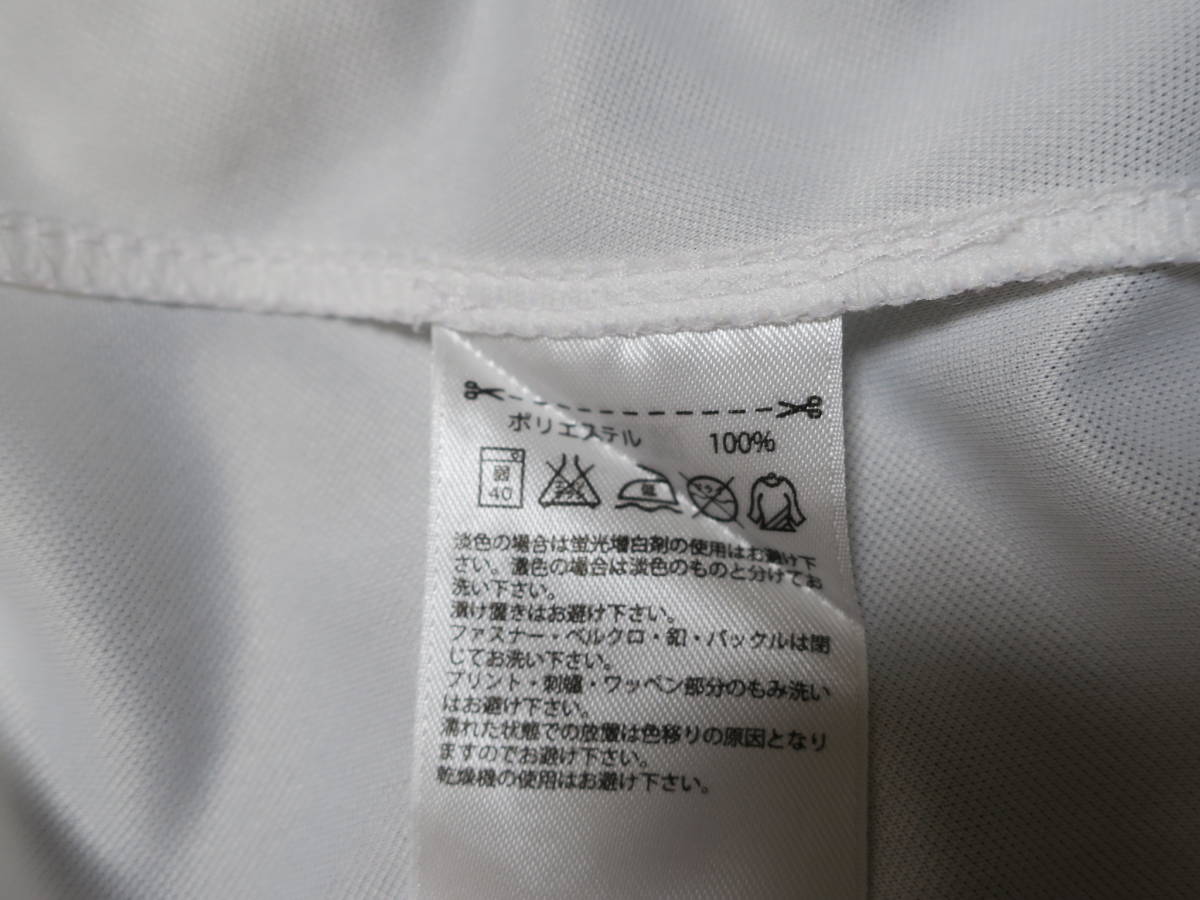 ポリエステル 100%
弱
40
エンソ
低
淡色の場合は蛍光増白剤の使用はお避け下
さい。濃色の場合は淡色のものと分けてお
洗い下さい。
漬け置きはお避け下さい。
ファスナー・ベルクロ・釦・バックルは閉
じてお洗い下さい。
プリント・刺繍・ワッペン部分のもみ洗い
はお避け下さい。
濡れた状態での放置は色移りの原因となり
ますのでお避け下さい。
乾燥機の使用はお避け下さい。